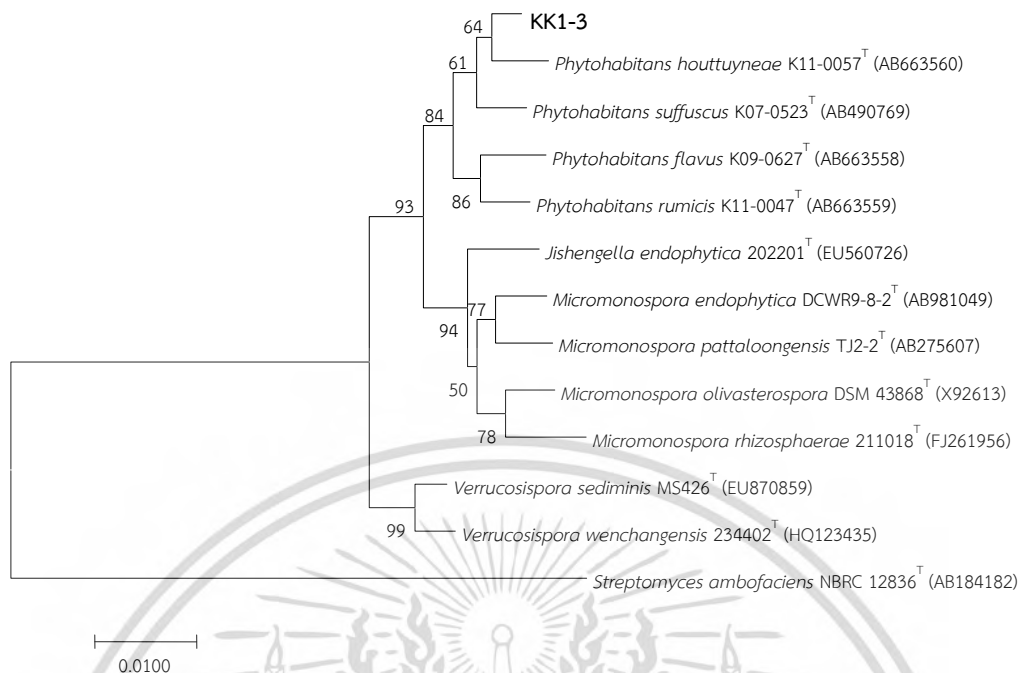 KK1-3
64
Phytohabitans houttuyneae K11-0057ᵀ (AB663560)
61
Phytohabitans suffuscus K07-0523ᵀ (AB490769)
84
Phytohabitans flavus K09-0627ᵀ (AB663558)
86
Phytohabitans rumicis K11-0047ᵀ (AB663559)
93
Jishengella endophytica 202201ᵀ (EU560726)
Micromonospora endophytica DCWR9-8-2ᵀ (AB981049)
77
94
Micromonospora pattaloongensis TJ2-2ᵀ (AB275607)
50
Micromonospora olivasterospora DSM 43868ᵀ (X92613)
78
Micromonospora rhizosphaerae 211018ᵀ (FJ261956)
Verrucosispora sediminis MS426ᵀ (EU870859)
99
Verrucosispora wenchangensis 234402ᵀ (HQ123435)
Streptomyces ambofaciens NBRC 12836ᵀ (AB184182)
0.0100